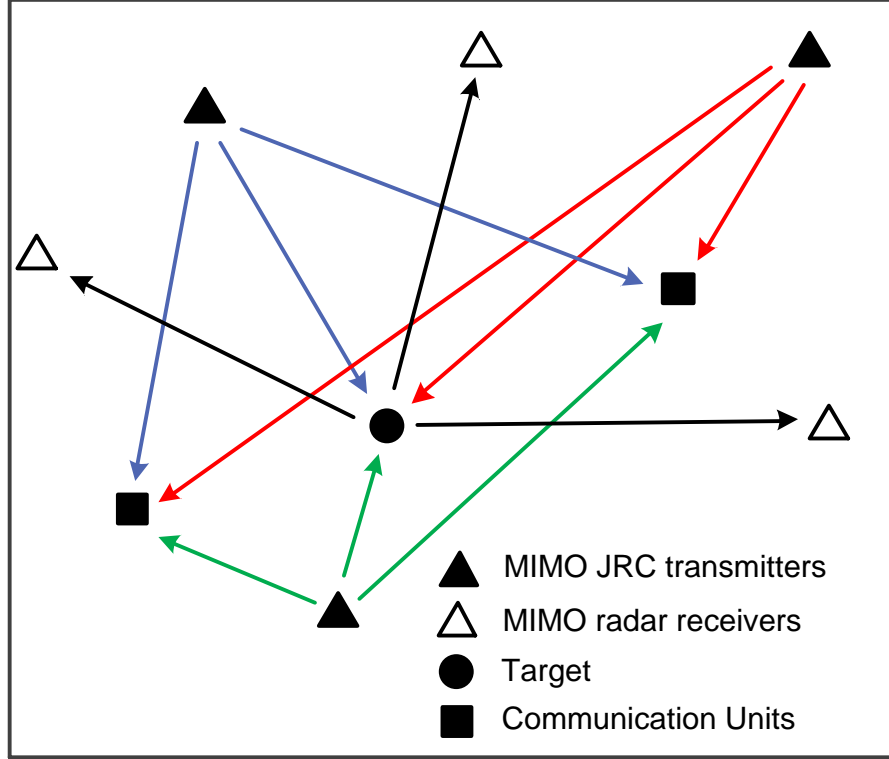 MIMO JRC transmitters
MIMO radar receivers
Target
Communication Units